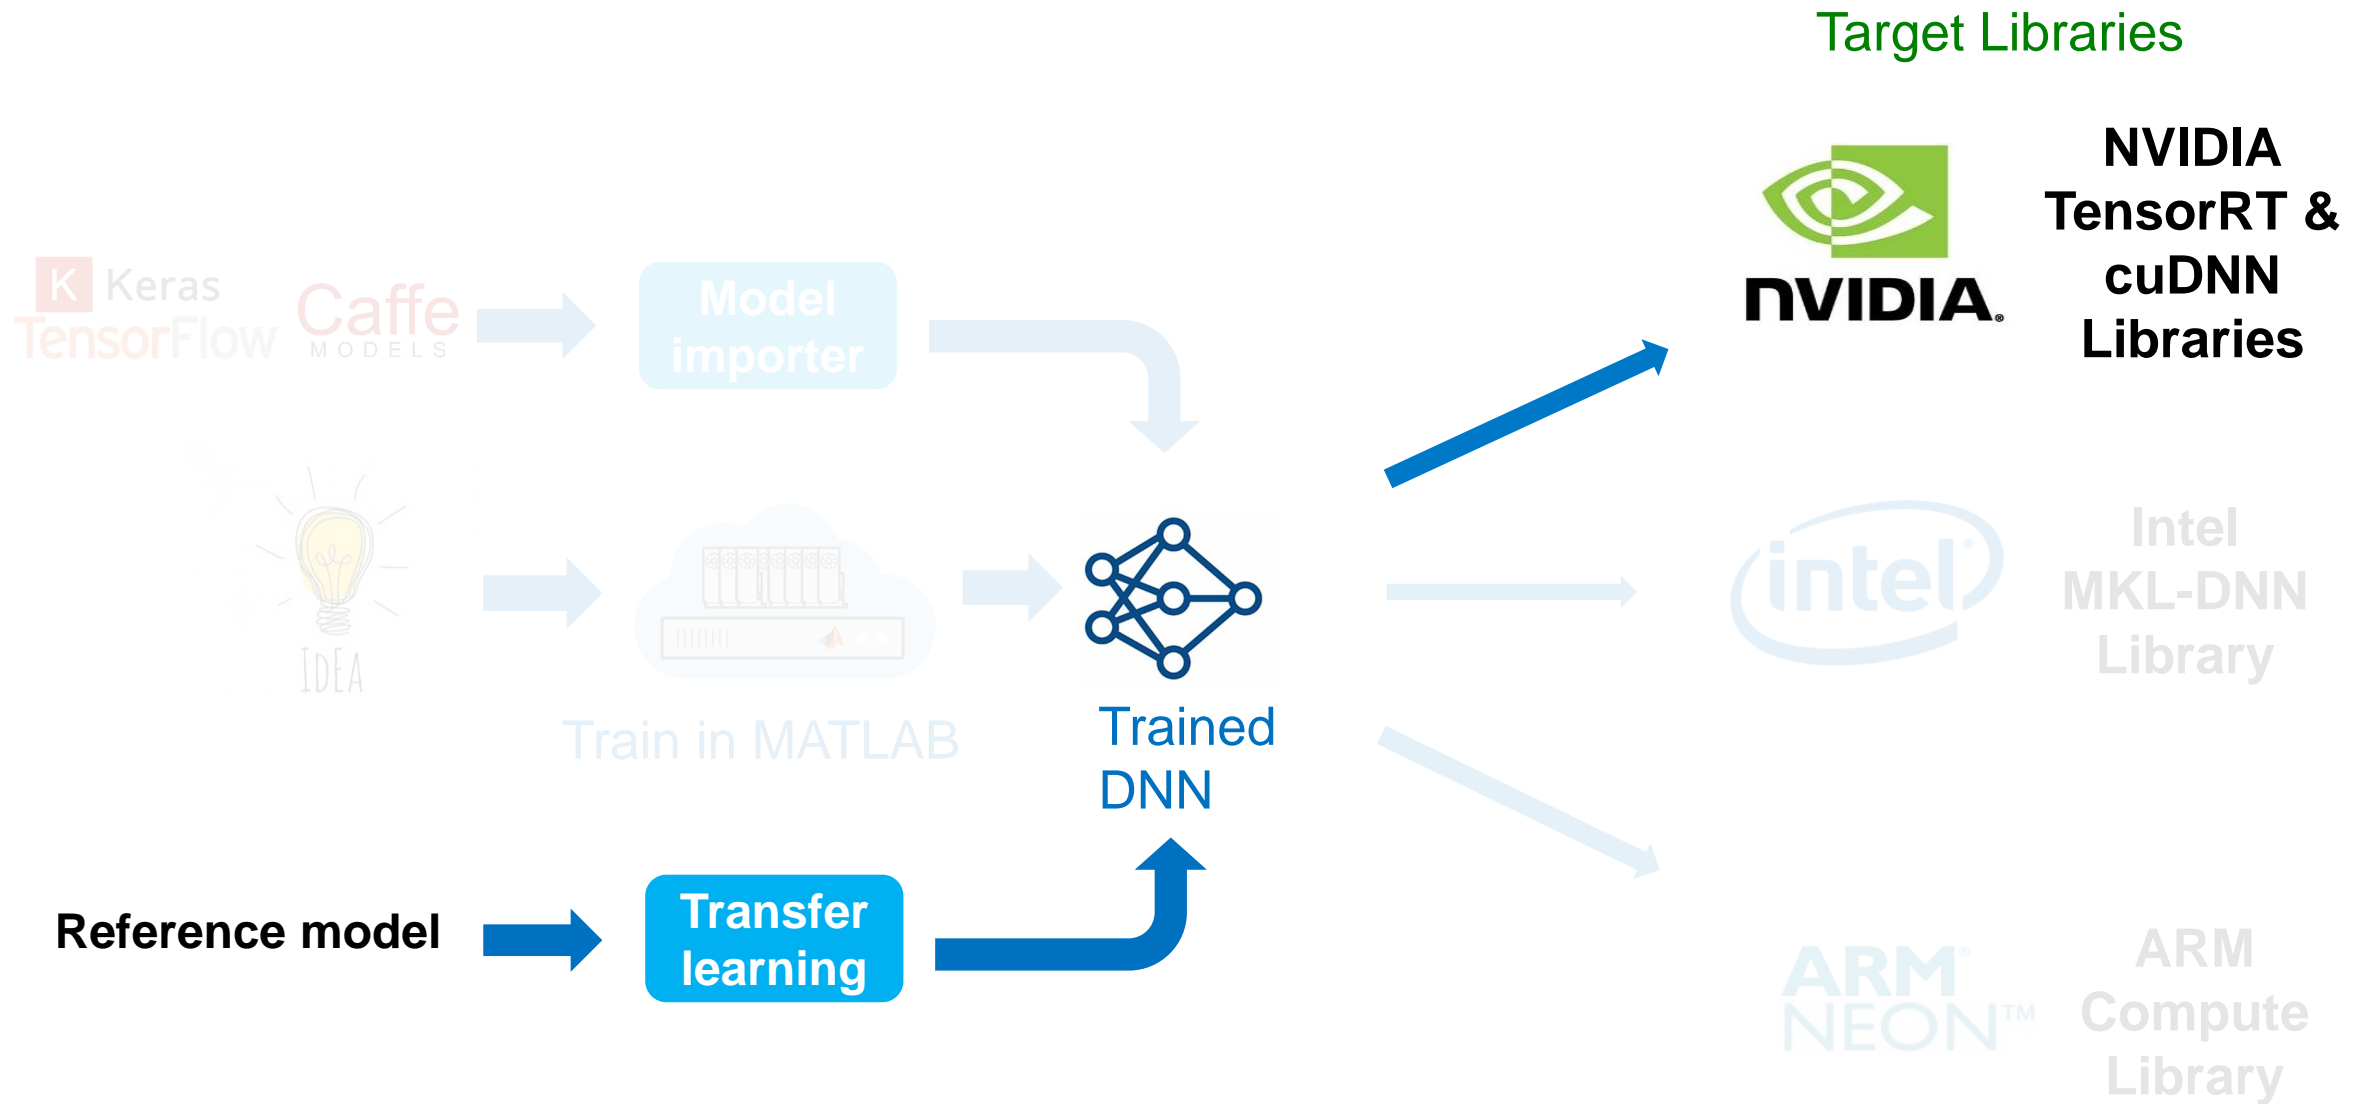 Target Libraries
NVIDIA
TensorRT &
cuDNN
Libraries
nVIDIA.
K Keras
TensorFlow
Caffe
MODELS
Model
importer
IDEA
Train in MATLAB
Trained
DNN
intel®
Intel
MKL-DNN
Library
Reference model
Transfer
learning
ARM®
NEON™
ARM
Compute
Library